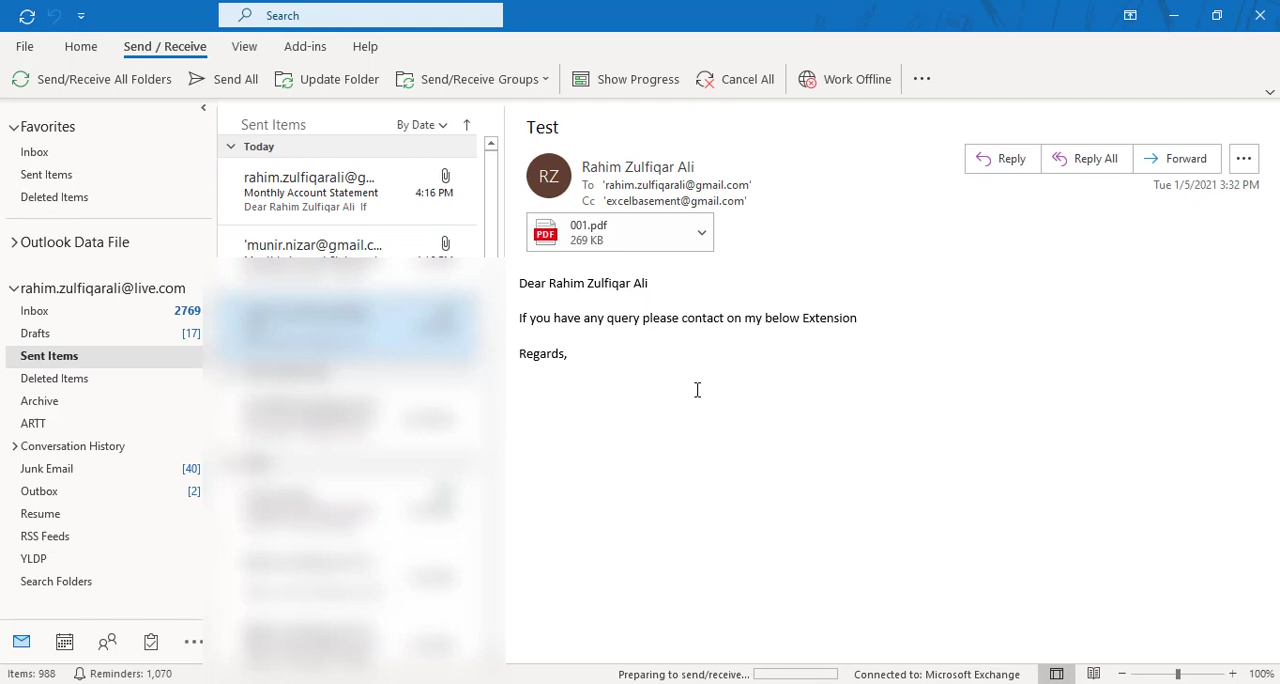 Search
File Home Send / Receive View Add-ins Help
Send/Receive All Folders Send All Update Folder Send/Receive Groups Show Progress Cancel All Work Offline ...
Favorites
Inbox
Sent Items
Deleted Items
Outlook Data File
rahim.zulfiqarali@live.com
Inbox 2769
Drafts [17]
Sent Items
Deleted Items
Archive
ARTT
Conversation History
Junk Email [40]
Outbox [2]
Resume
RSS Feeds
YLDP
Search Folders
Sent Items By Date
Today
rahim.zulfiqarali@g...
Monthly Account Statement 4:16 PM
Dear Rahim Zulfiqar Ali If
'munir.nizar@gmail.c...
Test
RZ
Rahim Zulfiqar Ali
To 'rahim.zulfiqarali@gmail.com'
Cc 'excelbasement@gmail.com'
Reply Reply All Forward ...
Tue 1/5/2021 3:32 PM
PDF
001.pdf
269 KB
Dear Rahim Zulfiqar Ali
If you have any query please contact on my below Extension
Regards,
Items: 988 Reminders: 1,070 Preparing to send/receive... Connected to: Microsoft Exchange 100%